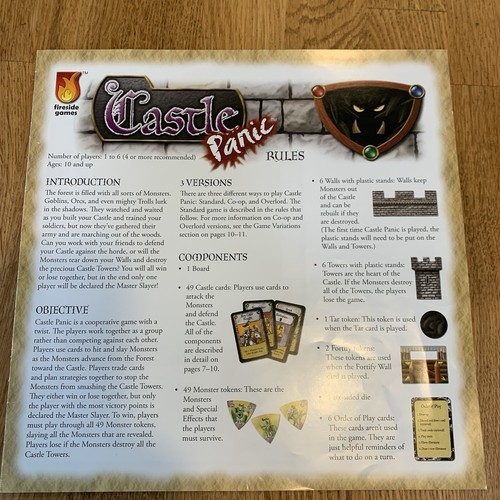 fireside
games
TM
Castle
Panic
RULES
Number of players: 1 to 6 (4 or more recommended)
Ages: 10 and up
INTRODUCTION
The forest is filled with all sorts of Monsters.
Goblins, Orcs, and even mighty Trolls lurk
in the shadows. They watched and waited
as you built your Castle and trained your
soldiers, but now they've gathered their
army and are marching out of the woods.
Can you work with your friends to defend
your Castle against the horde, or will the
Monsters tear down your Walls and destroy
the precious Castle Towers? You will all win
or lose together, but in the end only one
player will be declared the Master Slayer!
OBJECTIVE
Castle Panic is a cooperative game with a
twist. The players work together as a group
rather than competing against each other.
Players use cards to hit and slay Monsters
as the Monsters advance from the Forest
toward the Castle. Players trade cards
and plan strategies together to stop the
Monsters from smashing the Castle Towers.
They either win or lose together, but only
the player with the most victory points is
declared the Master Slayer. To win, players
must play through all 49 Monster tokens,
slaying all the Monsters that are revealed.
Players lose if the Monsters destroy all the
Castle Towers.
3 VERSIONS
There are three different ways to play Castle
Panic: Standard, Co-op, and Overlord. The
Standard game is described in the rules that
follow. For more information on Co-op and
Overlord versions, see the Game Variations
section on pages 10–11.
COMPONENTS
• 1 Board
• 49 Castle cards: Players use cards to
attack the
Monsters
and defend
the Castle.
All of the
components
are described
in detail on
pages 7–10.
• 49 Monster tokens: These are the
Monsters
and Special
Effects that
the players
must survive.
• 6 Walls with plastic stands: Walls keep
Monsters out
of the Castle
and can be
rebuilt if they
are destroyed.
(The first time Castle Panic is played, the
plastic stands will need to be put on the
Walls and Towers.)
• 6 Towers with plastic stands:
Towers are the heart of the
Castle. If the Monsters destroy
all of the Towers, the players
lose the game.
• 1 Tar token: This token is used
when the Tar card is played.
• 2 Fortify tokens:
These tokens are used
when the Fortify Wall
card is played.
die
• 6 Order of Play cards:
These cards aren't used
in the game. They are
just helpful reminders of
what to do on a turn.
Order of Play